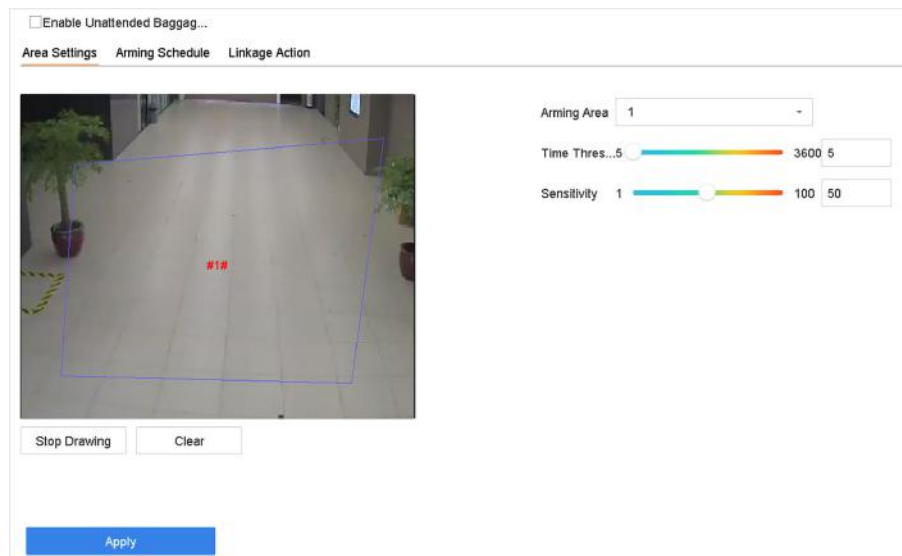 Enable Unattended Baggag...
Area Settings Arming Schedule Linkage Action
Arming Area 1
Time Thres...5 3600 5
Sensitivity 1 100 50
#1#
Stop Drawing Clear
Apply